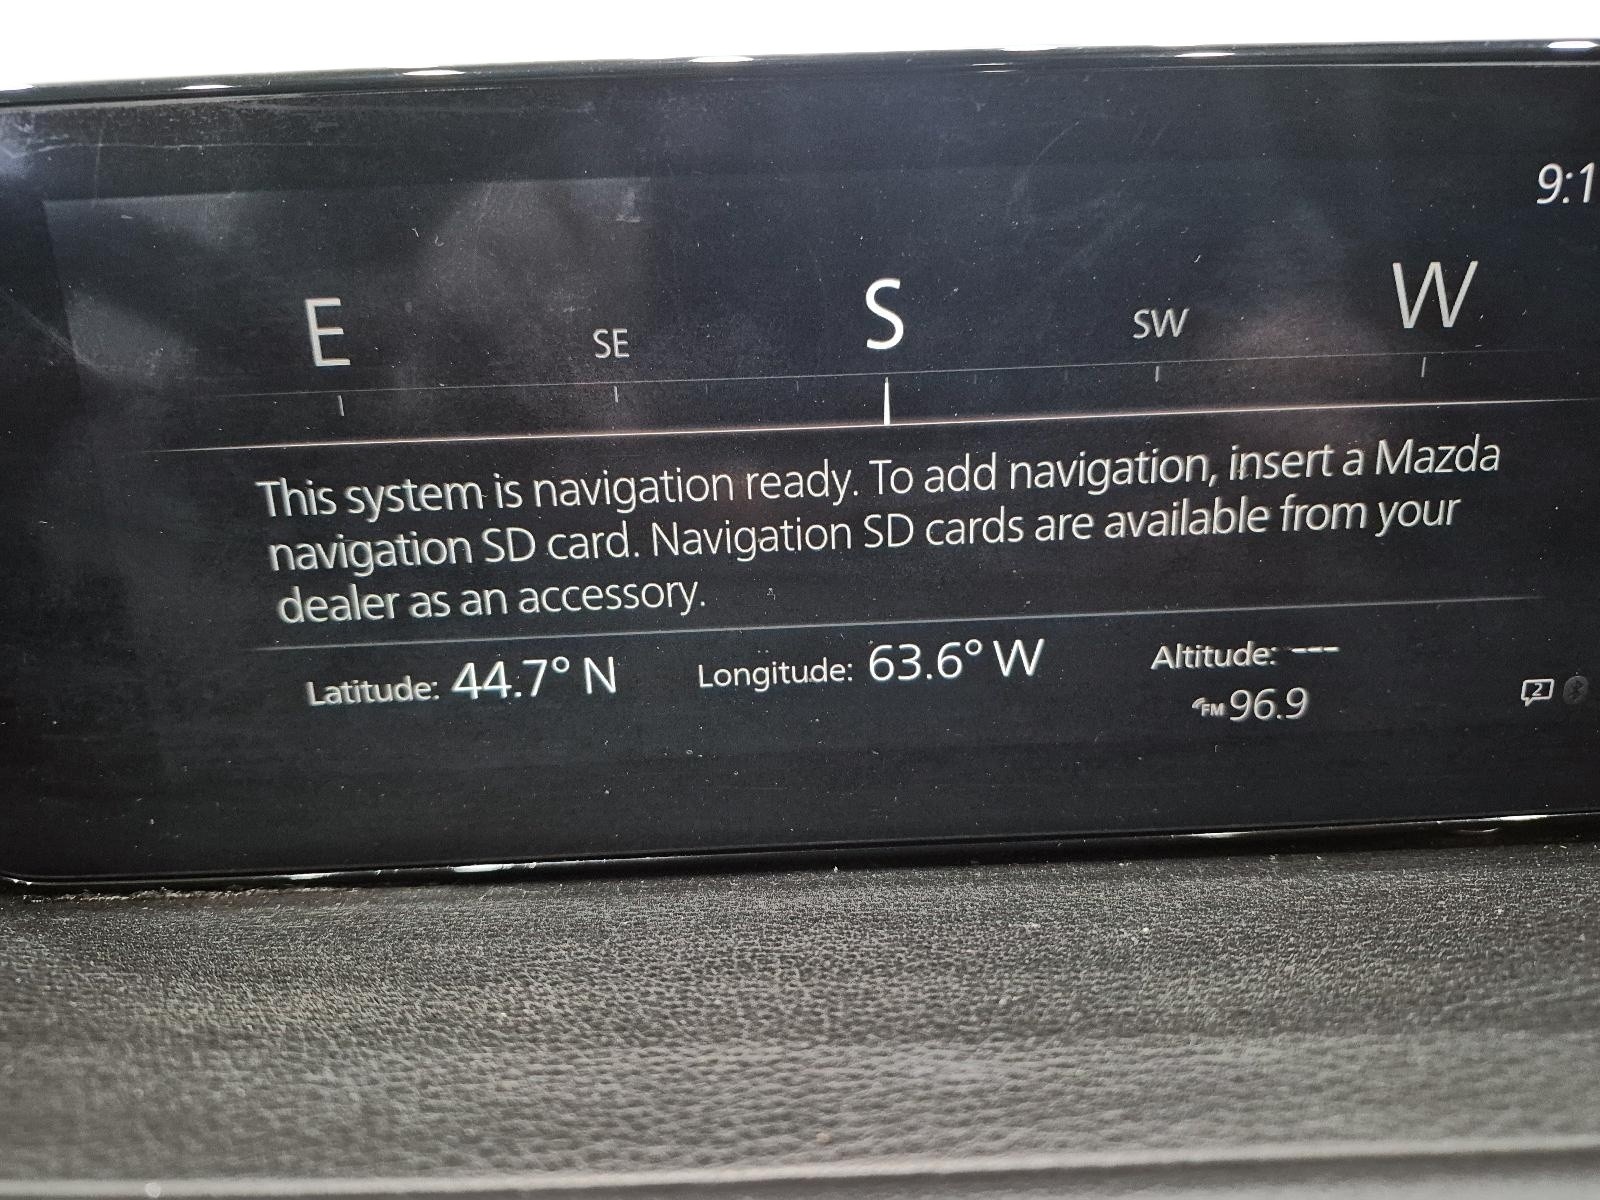 9:1
E SE S SW W
This system is navigation ready. To add navigation, insert a Mazda
navigation SD card. Navigation SD cards are available from your
dealer as an accessory.
Latitude: 44.7° N Longitude: 63.6° W Altitude: ---
FM 96.9
2